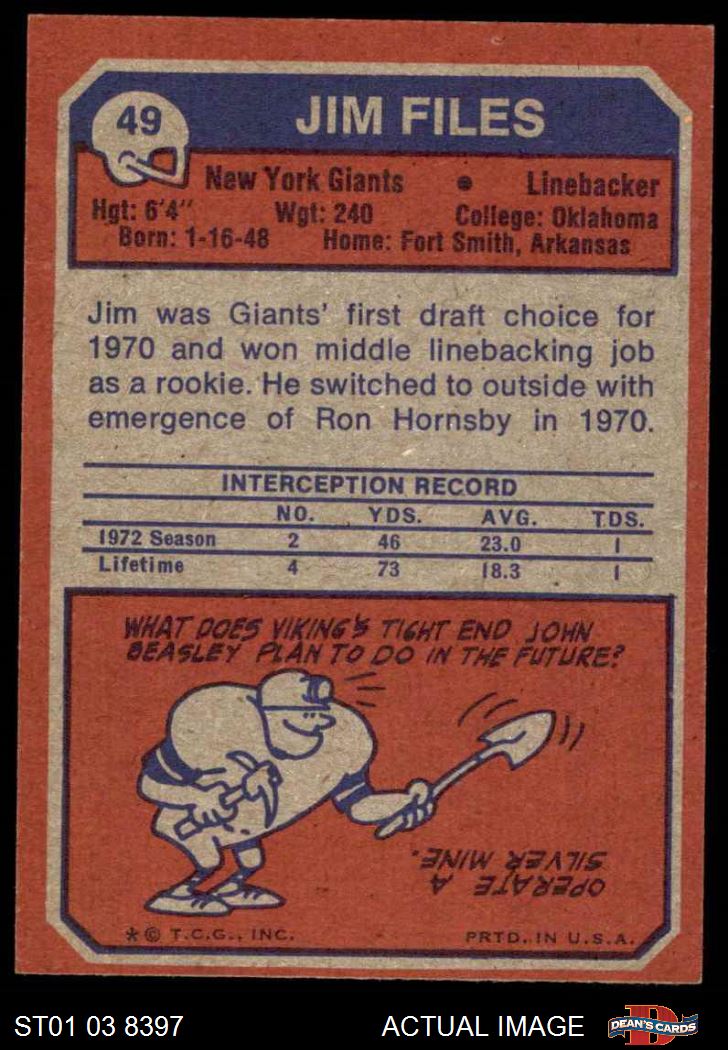 49
JIM FILES
New York Giants • Linebacker
Hgt: 6'4" Wgt: 240 College: Oklahoma
Born: 1-16-48 Home: Fort Smith, Arkansas
Jim was Giants' first draft choice for
1970 and won middle linebacking job
as a rookie. He switched to outside with
emergence of Ron Hornsby in 1970.
INTERCEPTION RECORD
NO. YDS. AVG. TDS.
1972 Season 2 46 23.0 1
Lifetime 4 73 18.3 1
WHAT DOES VIKING'S TIGHT END JOHN
BEASLEY PLAN TO DO IN THE FUTURE?
OPERATE A
SILVER MINE.
* © T.C.G., INC. PRTD. IN U.S.A.
ST01 03 8397 ACTUAL IMAGE
D
DEAN'S CARDS